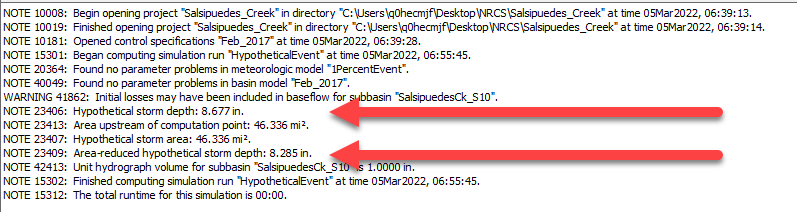 NOTE 10008: Begin opening project "Salsipuedes_Creek" in directory "C:\Users\q0hecmjf\Desktop\NRCS\Salsipuedes_Creek" at time 05Mar2022, 06:39:13.
NOTE 10019: Finished opening project "Salsipuedes_Creek" in directory "C:\Users\q0hecmjf\Desktop\NRCS\Salsipuedes_Creek" at time 05Mar2022, 06:39:14.
NOTE 10181: Opened control specifications "Feb_2017" at time 05Mar2022, 06:39:28.
NOTE 15301: Began computing simulation run "HypotheticalEvent" at time 05Mar2022, 06:55:45.
NOTE 20364: Found no parameter problems in meteorologic model "1PercentEvent".
NOTE 40049: Found no parameter problems in basin model "Feb_2017".
WARNING 41862: Initial losses may have been included in baseflow for subbasin "SalsipuedesCk_S10".
NOTE 23406: Hypothetical storm depth: 8.677 in.
NOTE 23413: Area upstream of computation point: 46.336 mi².
NOTE 23407: Hypothetical storm area: 46.336 mi².
NOTE 23409: Area-reduced hypothetical storm depth: 8.285 in.
NOTE 42413: Unit hydrograph volume for subbasin "SalsipuedesCk_S10" is 1.0000 in.
NOTE 15302: Finished computing simulation run "HypotheticalEvent" at time 05Mar2022, 06:55:45.
NOTE 15312: The total runtime for this simulation is 00:00.